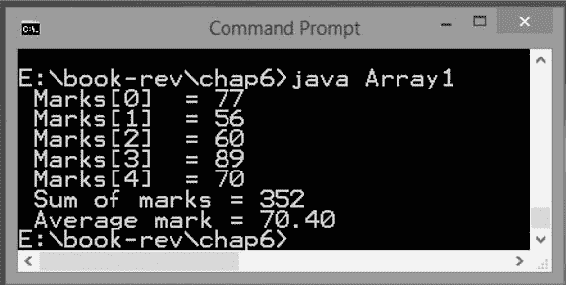 Command Prompt
E:\book-rev\chap6>java Array1
Marks[0] = 77
Marks[1] = 56
Marks[2] = 60
Marks[3] = 89
Marks[4] = 70
Sum of marks = 352
Average mark = 70.40
E:\book-rev\chap6>